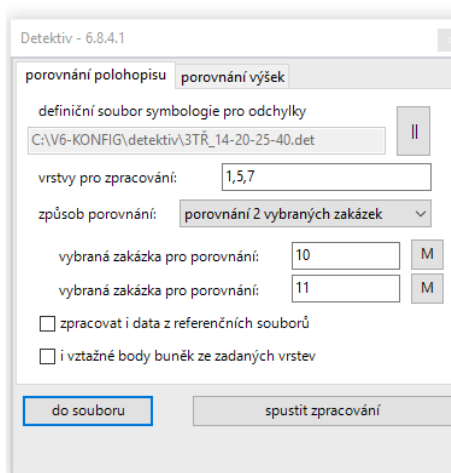 Detektiv - 6.8.4.1
porovnání polohopisu porovnání výšek
definiční soubor symbologie pro odchylky
C:\V6-KONFIG\detektiv\3TŘ_14-20-25-40.det
||
vrstvy pro zpracování: 1,5,7
způsob porovnání: porovnání 2 vybraných zakázek
vybraná zakázka pro porovnání: 10 M
vybraná zakázka pro porovnání: 11 M
zpracovat i data z referenčních souborů
i vztažné body buněk ze zadaných vrstev
do souboru spustit zpracování